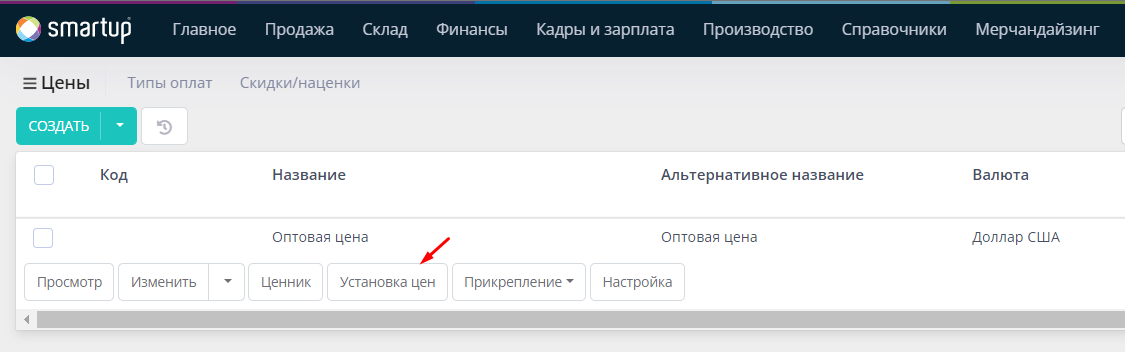 smartup Главное Продажа Склад Финансы Кадры и зарплата Производство Справочники Мерчандайзинг
Цены Типы оплат Скидки/наценки
СОЗДАТЬ
Код Название Альтернативное название Валюта
Оптовая цена Оптовая цена Доллар США
Просмотр Изменить Ценник Установка цен Прикрепление Настройка